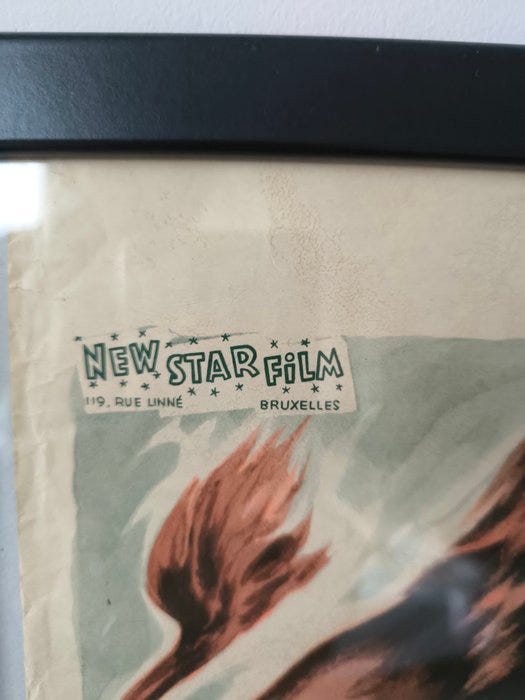 NEW STAR FiLM
119, RUE LINNÉ BRUXELLES